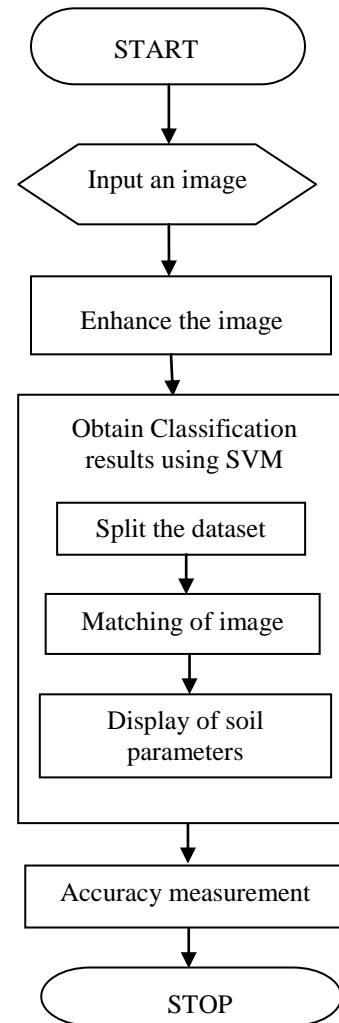 START
Input an image
Enhance the image
Obtain Classification
results using SVM
Split the dataset
Matching of image
Display of soil
parameters
Accuracy measurement
STOP